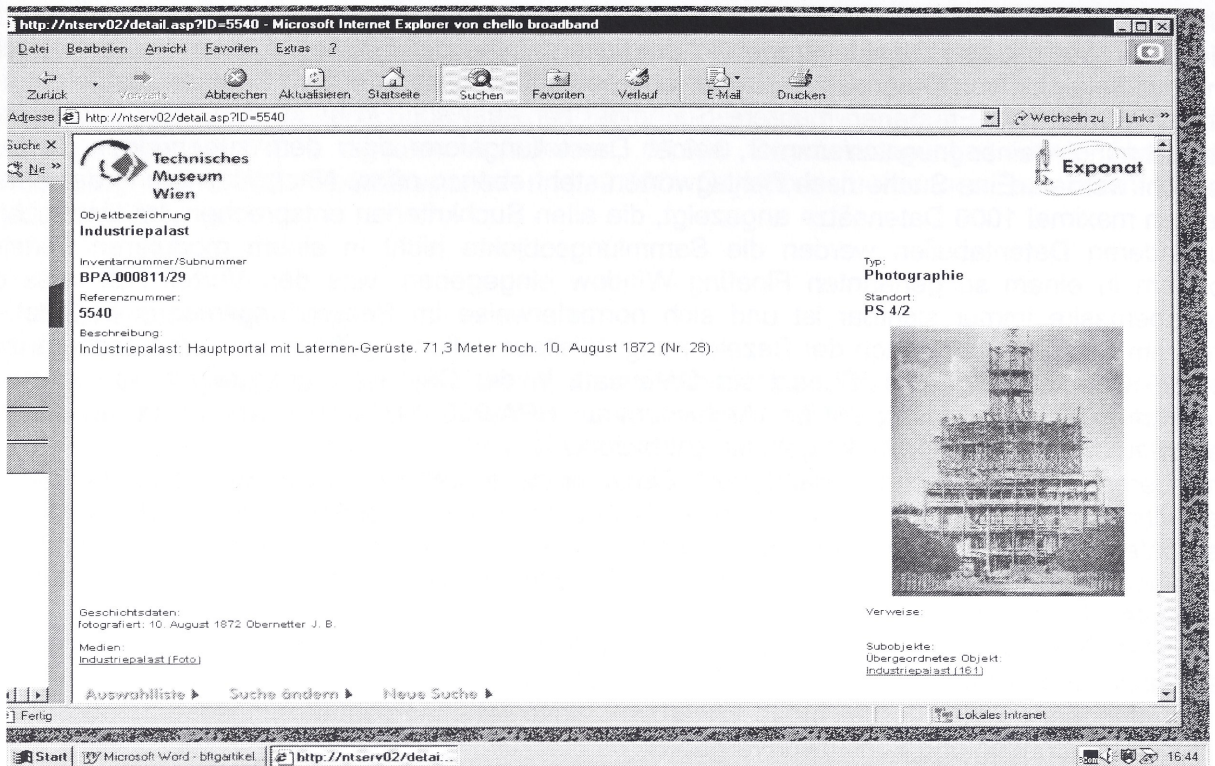 http://ntserv02/detail.asp?ID=5540 - Microsoft Internet Explorer von chello broadband
Datei Bearbeiten Ansicht Favoriten Extras ?
Zurück Vorwärts Abbrechen Aktualisieren Startseite Suchen Favoriten Verlauf E-Mail Drucken
Adresse http://ntserv02/detail.asp?ID=5540 Wechseln zu Links »
Suche X
Ne »
Technisches
Museum
Wien
Exponat
Objektbezeichnung
Industriepalast
Inventarnummer/Subnummer
BPA-000811/29
Typ:
Photographie
Referenznummer:
5540
Standort:
PS 4/2
Beschreibung:
Industriepalast: Hauptportal mit Laternen-Gerüste. 71,3 Meter hoch. 10. August 1872 (Nr. 28).
Geschichtsdaten:
fotografiert: 10. August 1872 Obernetter J. B.
Verweise:
Medien:
Industriepalast (Foto)
Subobjekte:
Übergeordnetes Objekt:
Industriepalast (161)
Auswahlliste Suche ändern Neue Suche
Fertig Lokales Intranet
Start Microsoft Word - bftgartikel http://ntserv02/detai... 16:44